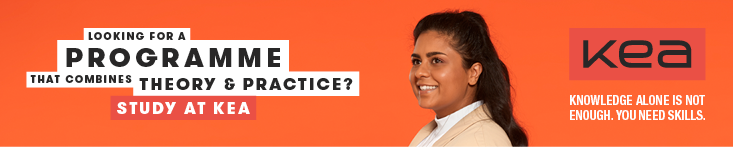 LOOKING FOR A
PROGRAMME
THAT COMBINES THEORY & PRACTICE?
STUDY AT KEA
kea
KNOWLEDGE ALONE IS NOT
ENOUGH. YOU NEED SKILLS.